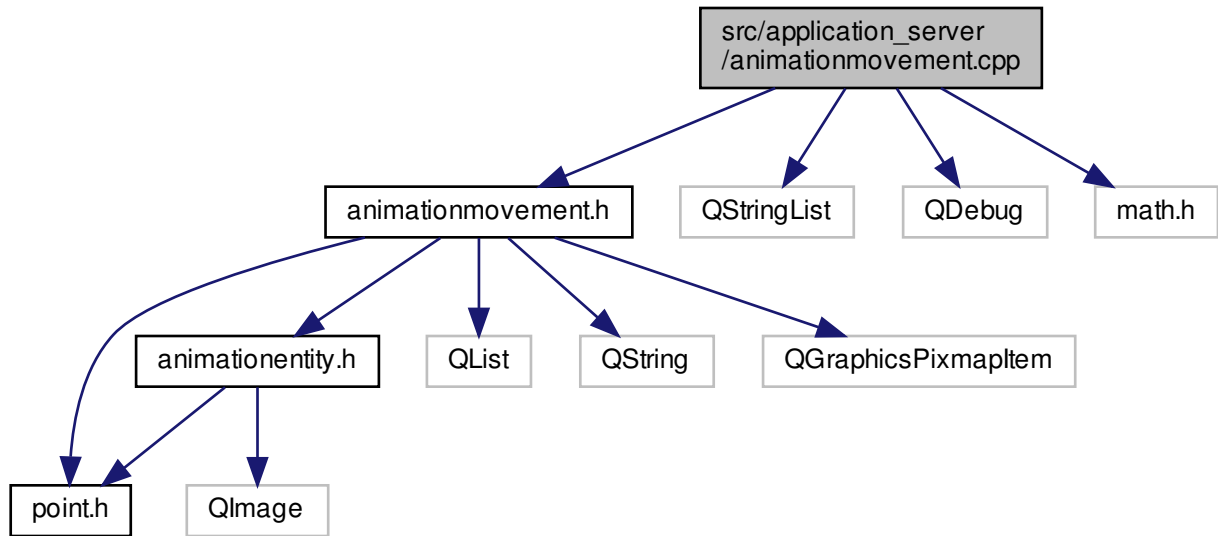 src/application_server
/animationmovement.cpp
animationmovement.h
QStringList
QDebug
math.h
animationentity.h
QList
QString
QGraphicsPixmapItem
point.h
QImage